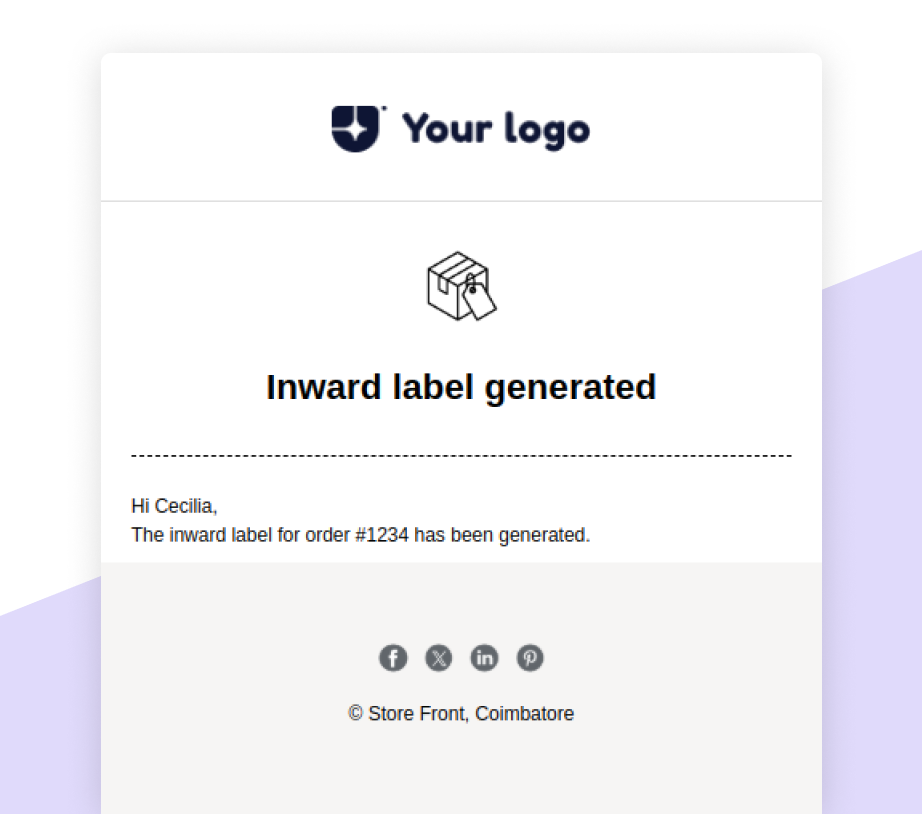 Your logo
Inward label generated
Hi Cecilia,
The inward label for order #1234 has been generated.
f X in P
© Store Front, Coimbatore